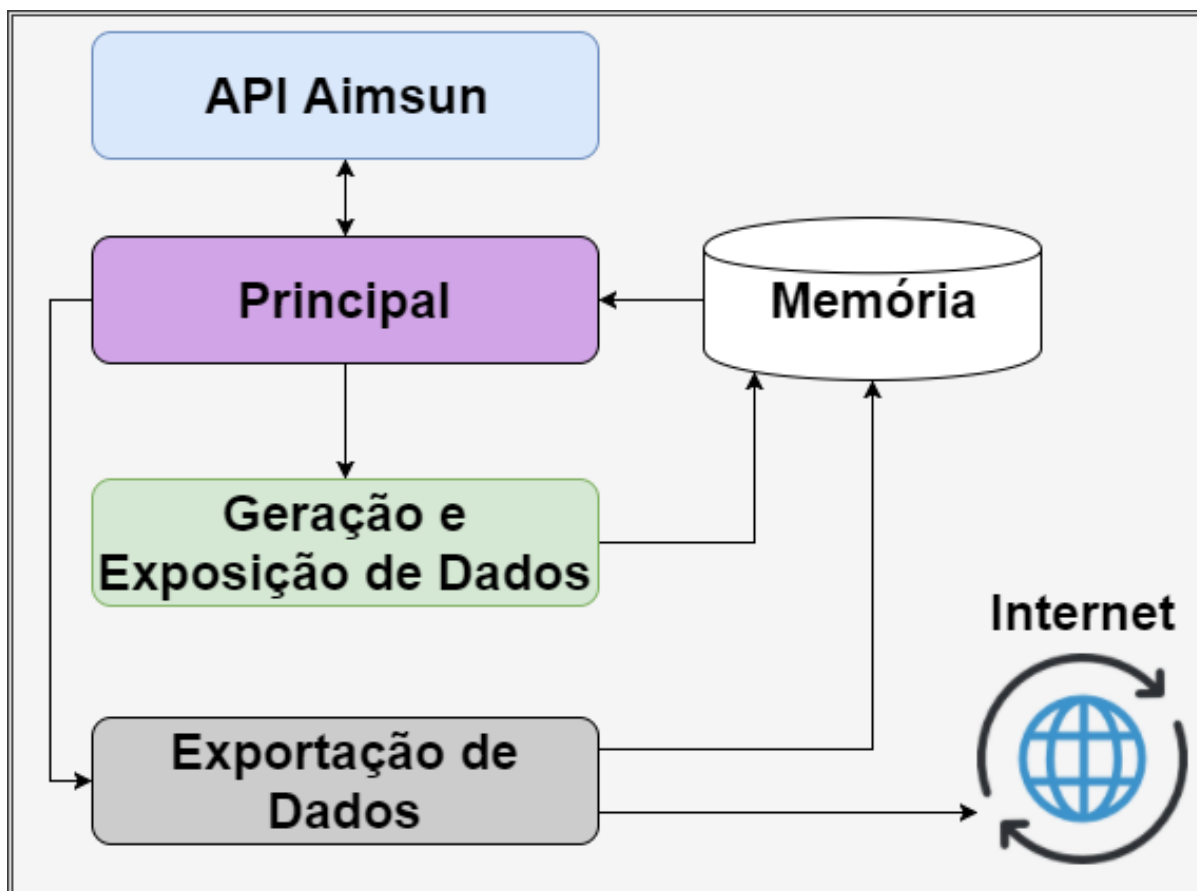 API Aimsun
Principal
Memória
Geração e
Exposição de Dados
Internet
Exportação de
Dados